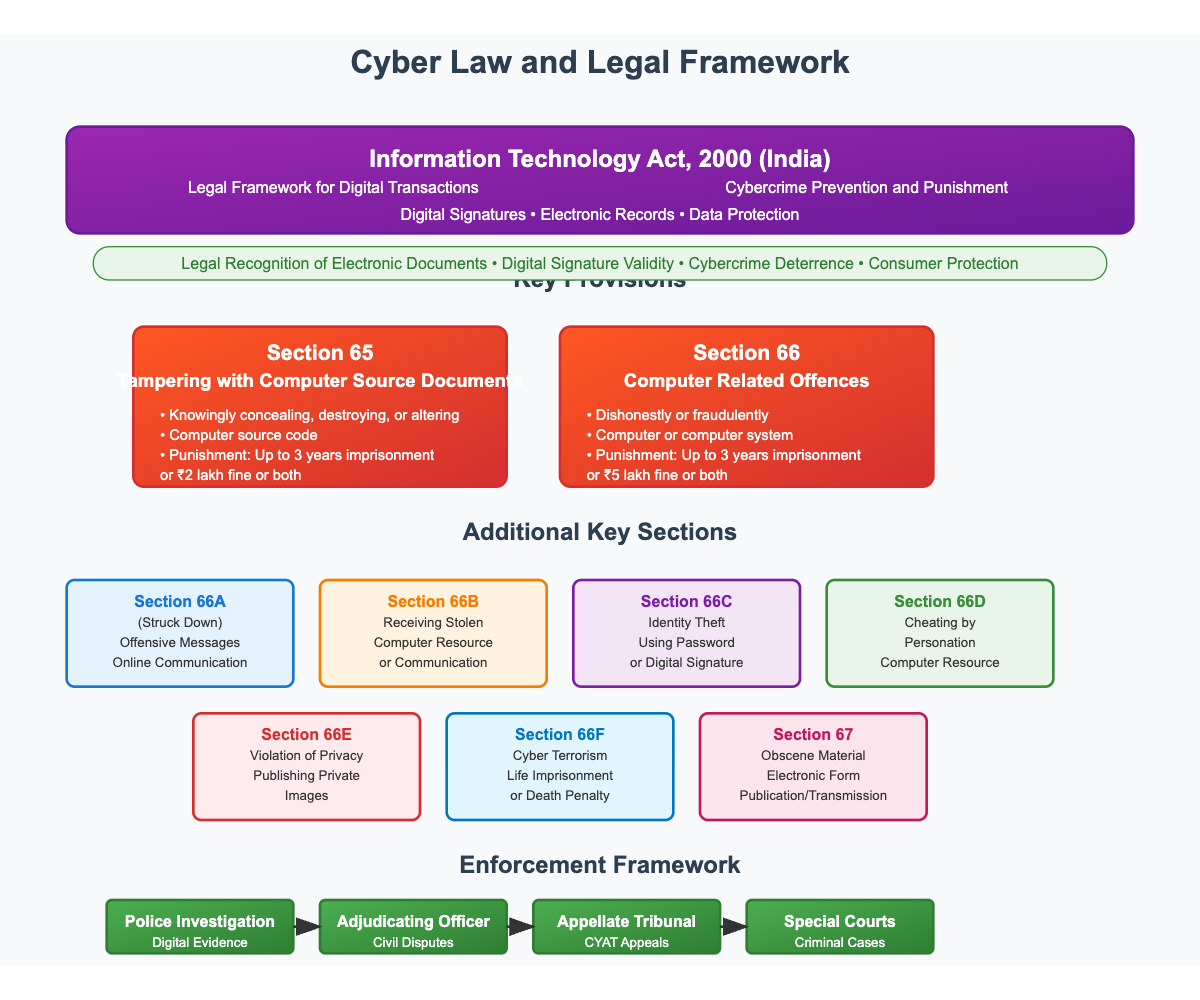 Cyber Law and Legal Framework
Information Technology Act, 2000 (India)
Legal Framework for Digital Transactions
Cybercrime Prevention and Punishment
Digital Signatures • Electronic Records • Data Protection
Legal Recognition of Electronic Documents • Digital Signature Validity • Cybercrime Deterrence • Consumer Protection
Key Provisions
Section 65
Tampering with Computer Source Documents
• Knowingly concealing, destroying, or altering
• Computer source code
• Punishment: Up to 3 years imprisonment
or ₹2 lakh fine or both
Section 66
Computer Related Offences
• Dishonestly or fraudulently
• Computer or computer system
• Punishment: Up to 3 years imprisonment
or ₹5 lakh fine or both
Additional Key Sections
Section 66A
(Struck Down)
Offensive Messages
Online Communication
Section 66B
Receiving Stolen
Computer Resource
or Communication
Section 66C
Identity Theft
Using Password
or Digital Signature
Section 66D
Cheating by
Personation
Computer Resource
Section 66E
Violation of Privacy
Publishing Private
Images
Section 66F
Cyber Terrorism
Life Imprisonment
or Death Penalty
Section 67
Obscene Material
Electronic Form
Publication/Transmission
Enforcement Framework
Police Investigation
Digital Evidence
Adjudicating Officer
Civil Disputes
Appellate Tribunal
CYAT Appeals
Special Courts
Criminal Cases